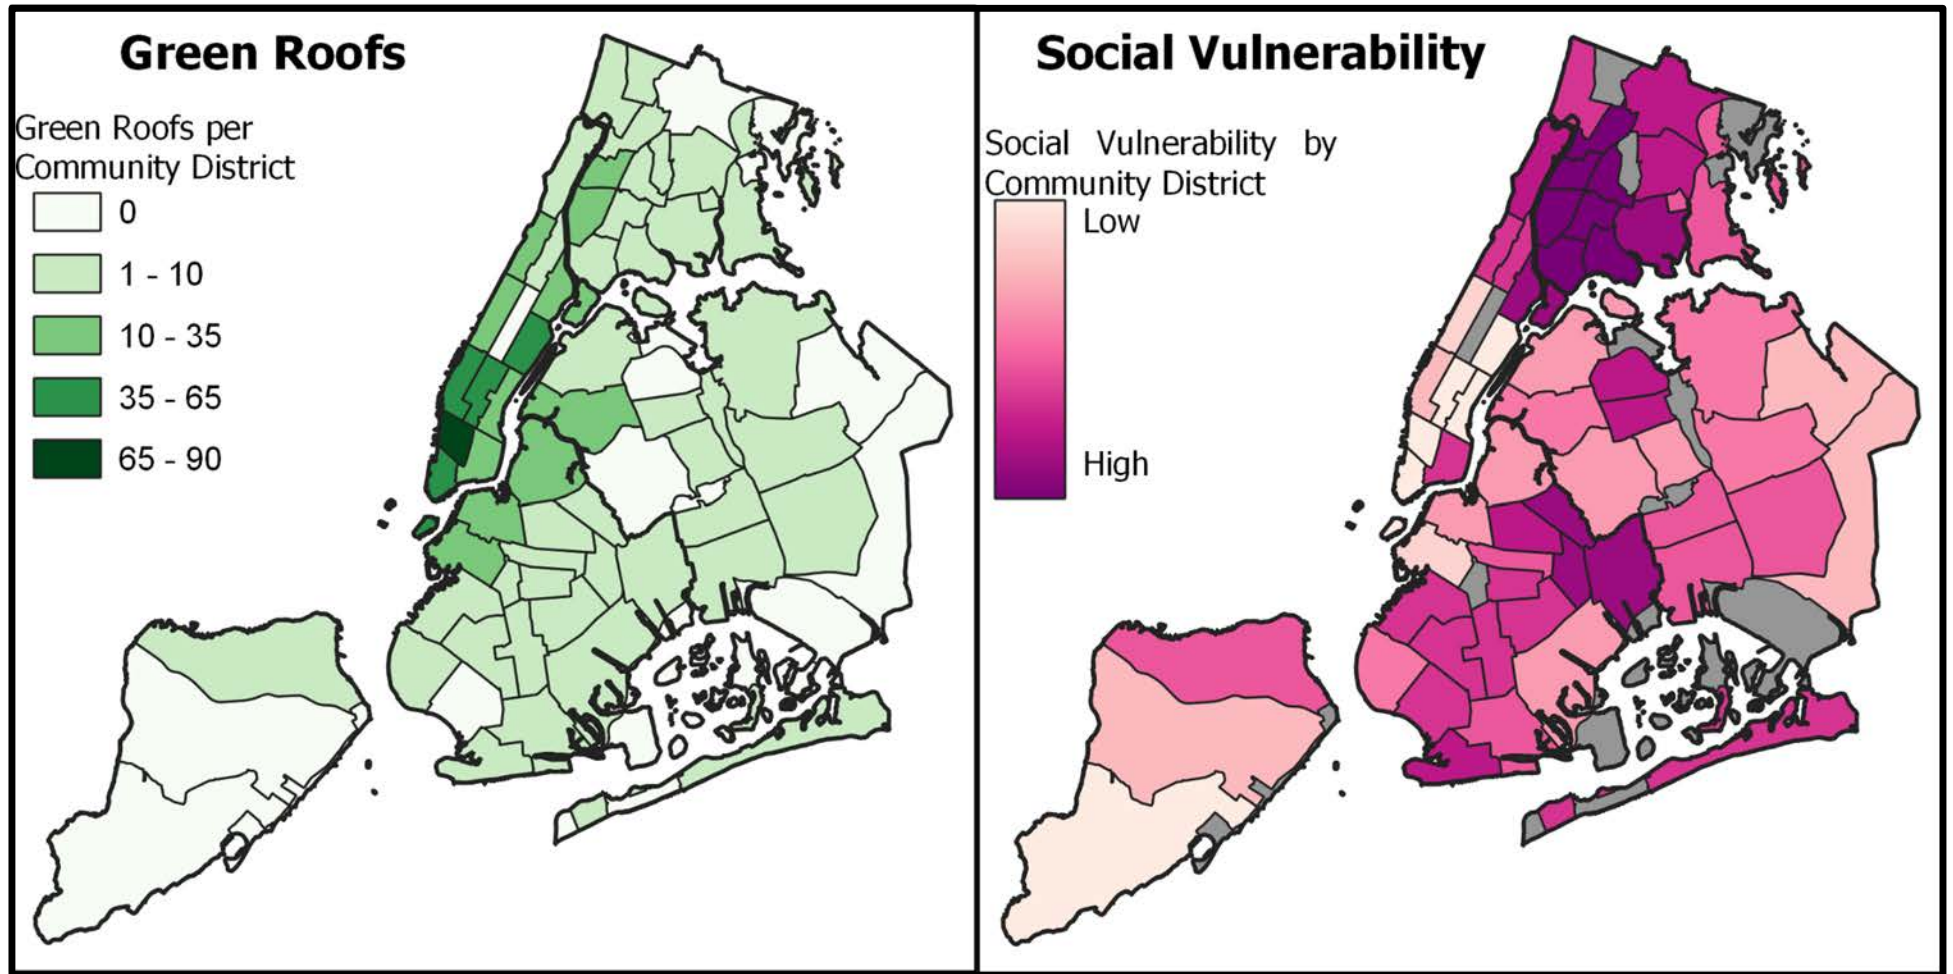 Green Roofs
Green Roofs per
Community District
0
1 - 10
10 - 35
35 - 65
65 - 90
Social Vulnerability
Social Vulnerability by
Community District
Low
High